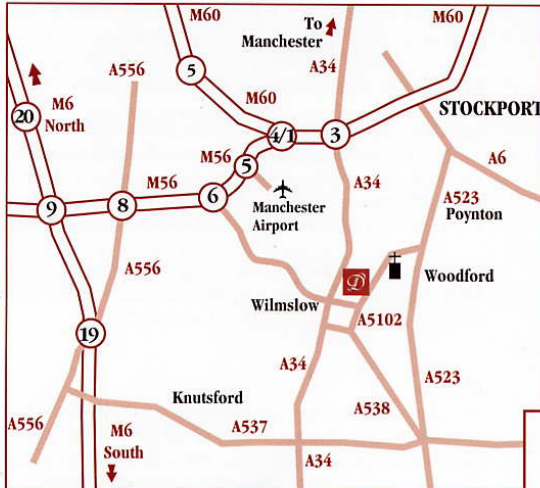 M60
To
Manchester
M60
A556
A34
5
M6
North
20
M60
STOCKPORT
4/1
3
M56
5
A6
M56
A34
A523
Poynton
6
Manchester
Airport
9
8
A556
D
Woodford
Wilmslow
A5102
19
A34
A523
Knutsford
A538
A556
A537
M6
South
A34